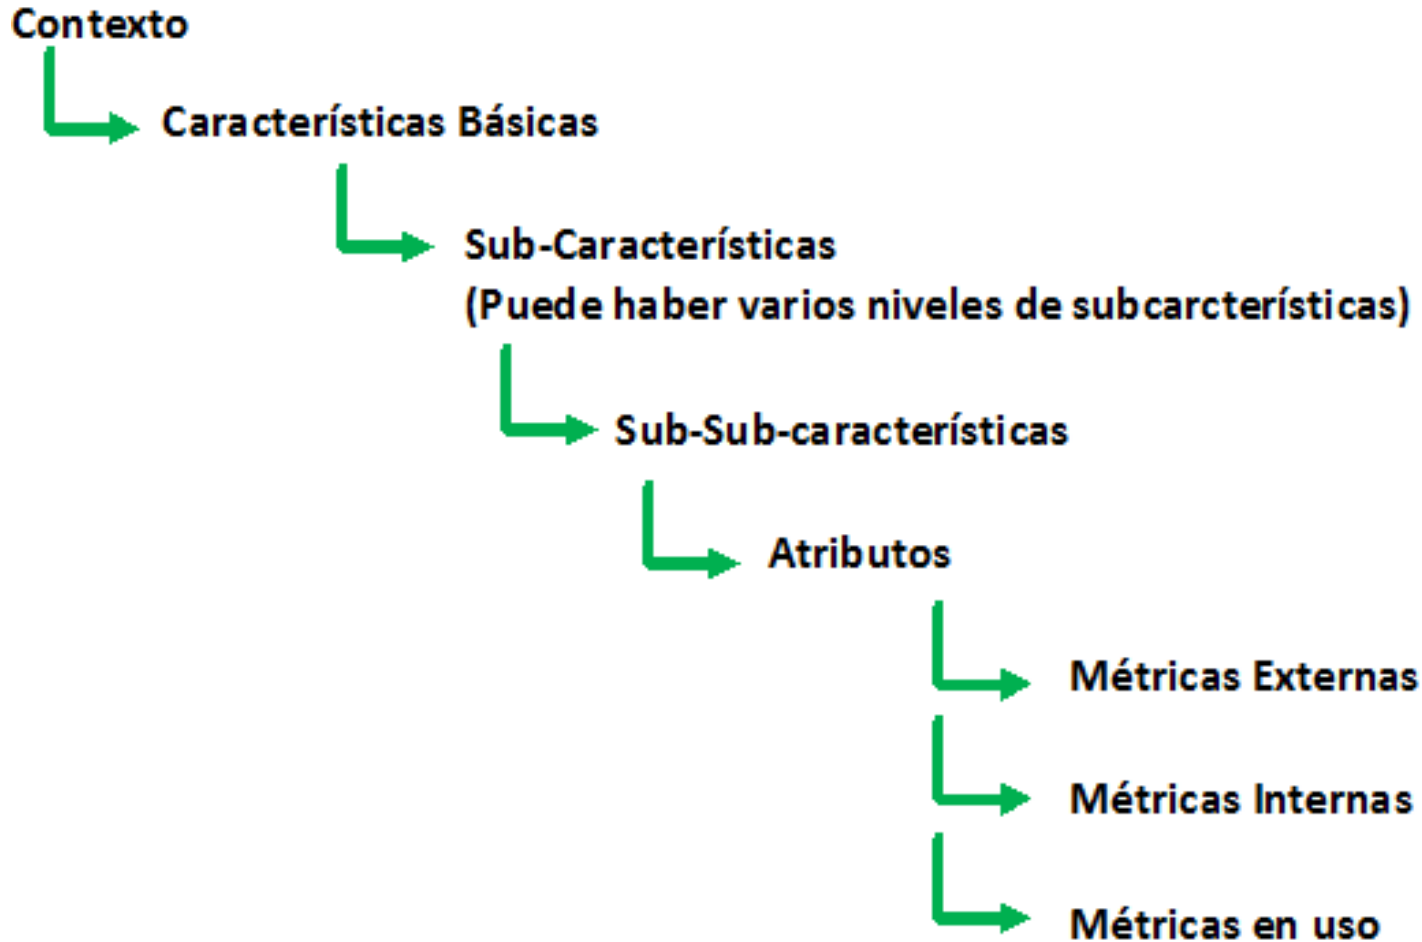 Contexto
Características Básicas
Sub-Características
(Puede haber varios niveles de subcarcterísticas)
Sub-Sub-características
Atributos
Métricas Externas
Métricas Internas
Métricas en uso